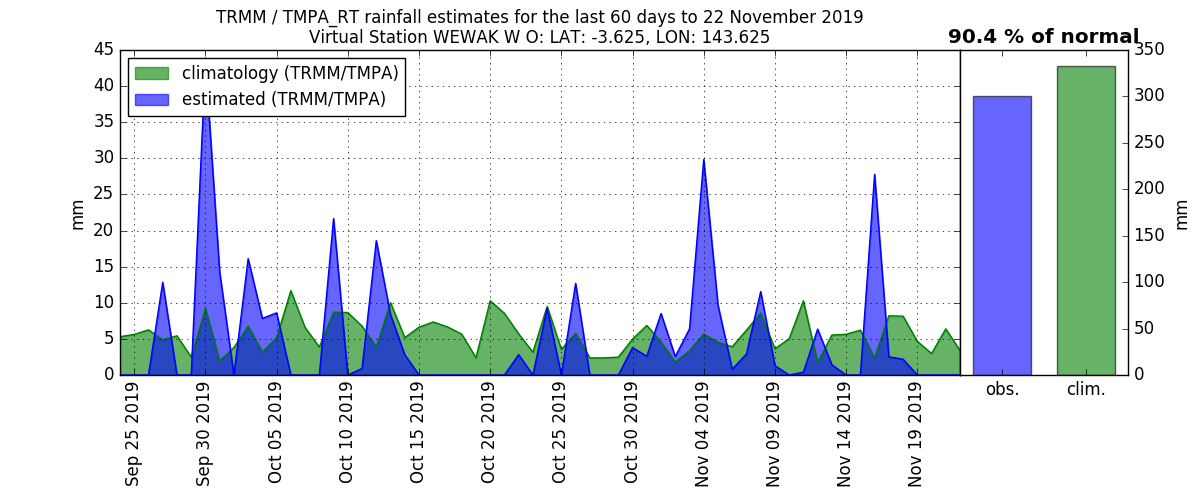 TRMM / TMPA_RT rainfall estimates for the last 60 days to 22 November 2019
Virtual Station WEWAK W O: LAT: -3.625, LON: 143.625
90.4 % of normal
climatology (TRMM/TMPA)
estimated (TRMM/TMPA)
mm
45
40
35
30
25
20
15
10
5
0
Sep 25 2019
Sep 30 2019
Oct 05 2019
Oct 10 2019
Oct 15 2019
Oct 20 2019
Oct 25 2019
Oct 30 2019
Nov 04 2019
Nov 09 2019
Nov 14 2019
Nov 19 2019
350
300
250
200
150
100
50
0
mm
obs.
clim.